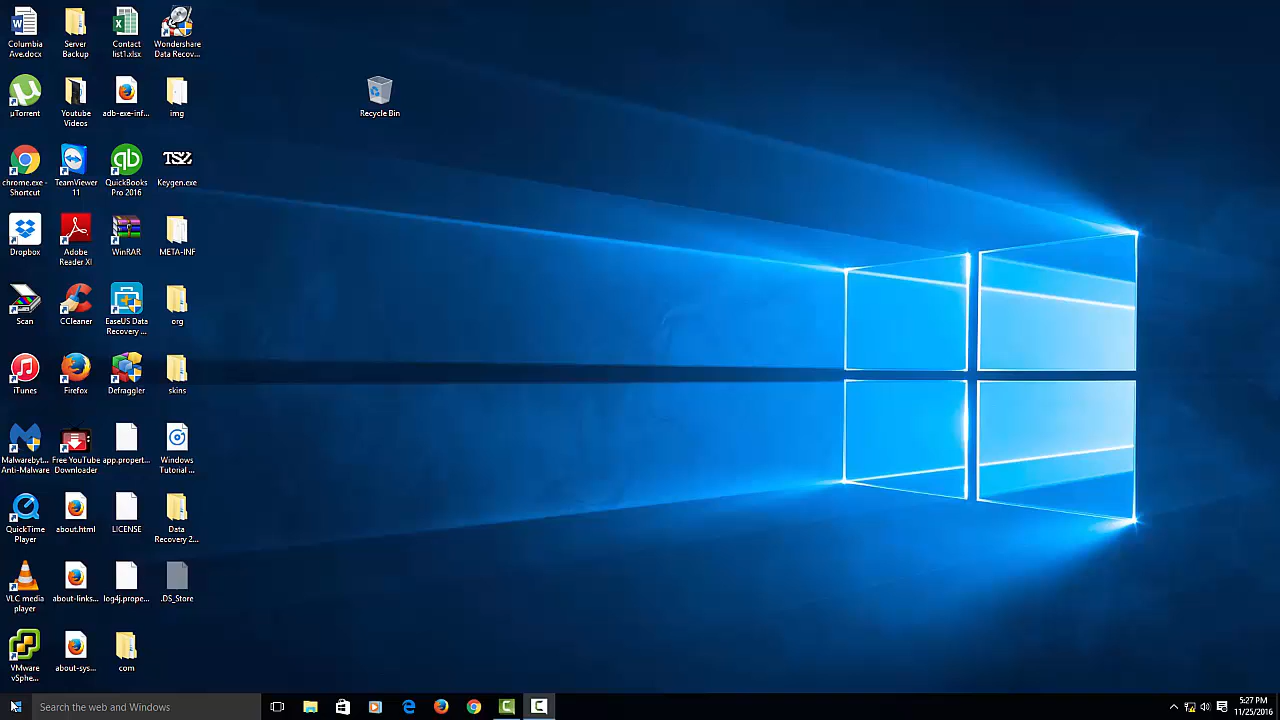 Columbia
Ave.docx
Server
Backup
Contact
list1.xlsx
Wondershare
Data Recov...
Recycle Bin
µTorrent
Youtube
Videos
adb-exe-inf...
img
chrome.exe -
Shortcut
TeamViewer
11
QuickBooks
Pro 2016
TSZ
Keygen.exe
Dropbox
Adobe
Reader XI
WinRAR
META-INF
Scan
CCleaner
EaseUS Data
Recovery ...
org
iTunes
Firefox
Defraggler
skins
Malwarebyt...
Anti-Malware
Free YouTube
Downloader
app.propert...
Windows
Tutorial ...
QuickTime
Player
about.html
LICENSE
Data
Recovery 2...
VLC media
player
about-links...
log4j.prope...
.DS_Store
VMware
vSphe...
about-sys...
com
Search the web and Windows
5:27 PM
11/25/2016